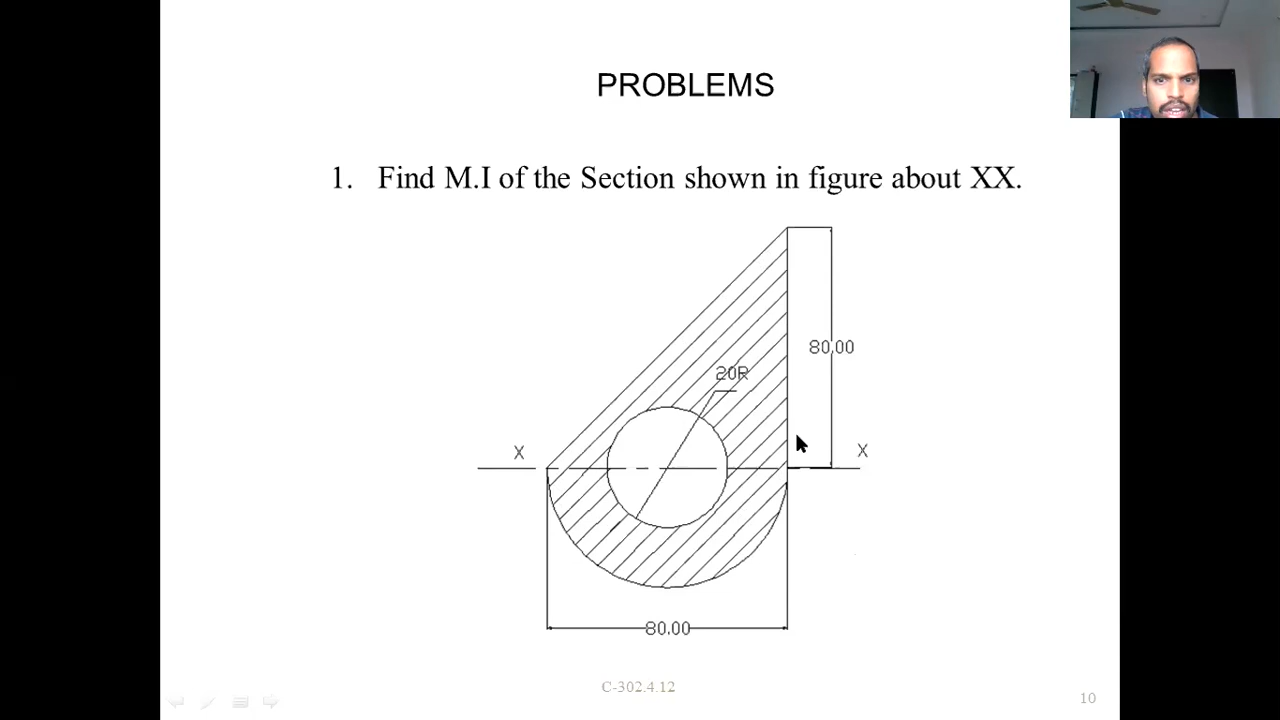 PROBLEMS
1. Find M.I of the Section shown in figure about XX.
80.00
20R
X
X
80.00
C-302.4.12
10